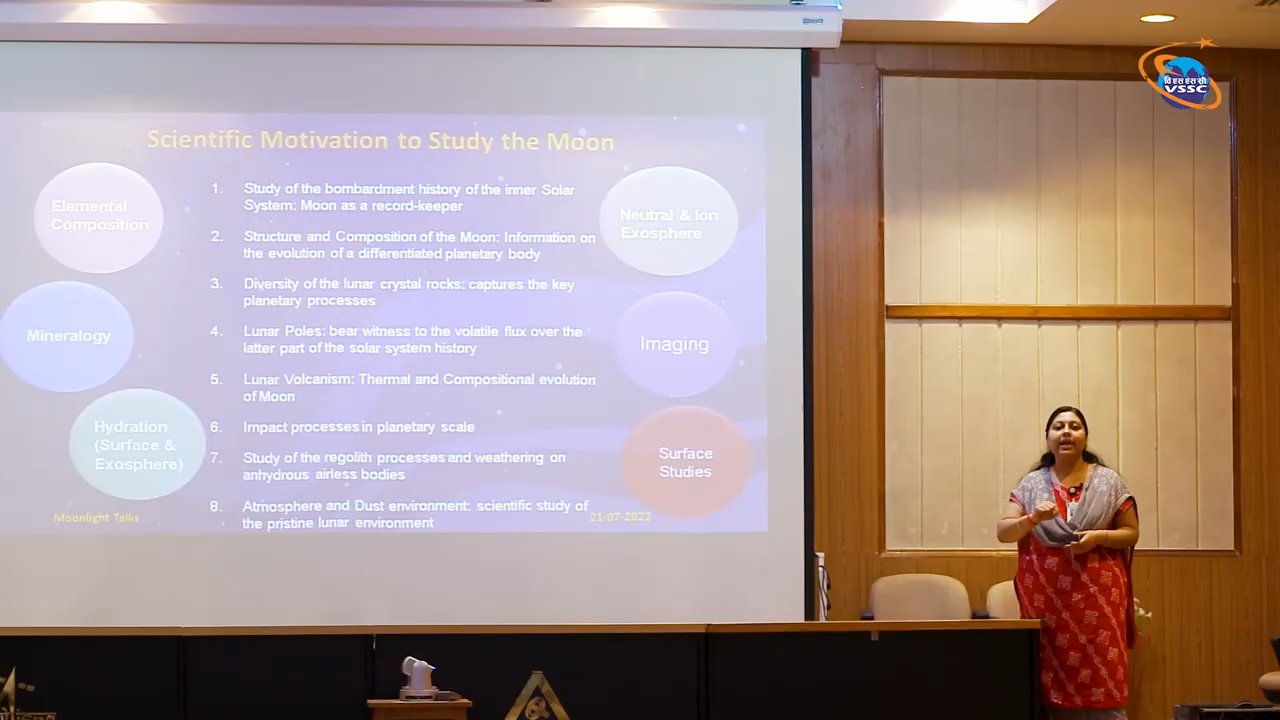 वि एस एस सी
VSSC
Scientific Motivation to Study the Moon
Elemental
Composition
Mineralogy
Hydration
(Surface &
Exosphere)
1. Study of the bombardment history of the inner Solar
System: Moon as a record-keeper
2. Structure and Composition of the Moon: Information on
the evolution of a differentiated planetary body
3. Diversity of the lunar crystal rocks: captures the key
planetary processes
4. Lunar Poles: bear witness to the volatile flux over the
latter part of the solar system history
5. Lunar Volcanism: Thermal and Compositional evolution
of Moon
6. Impact processes in planetary scale
7. Study of the regolith processes and weathering on
anhydrous airless bodies
8. Atmosphere and Dust environment: scientific study of
the pristine lunar environment
Neutral & Ion
Exosphere
Imaging
Surface
Studies
Moonlight Talks
21-07-2022